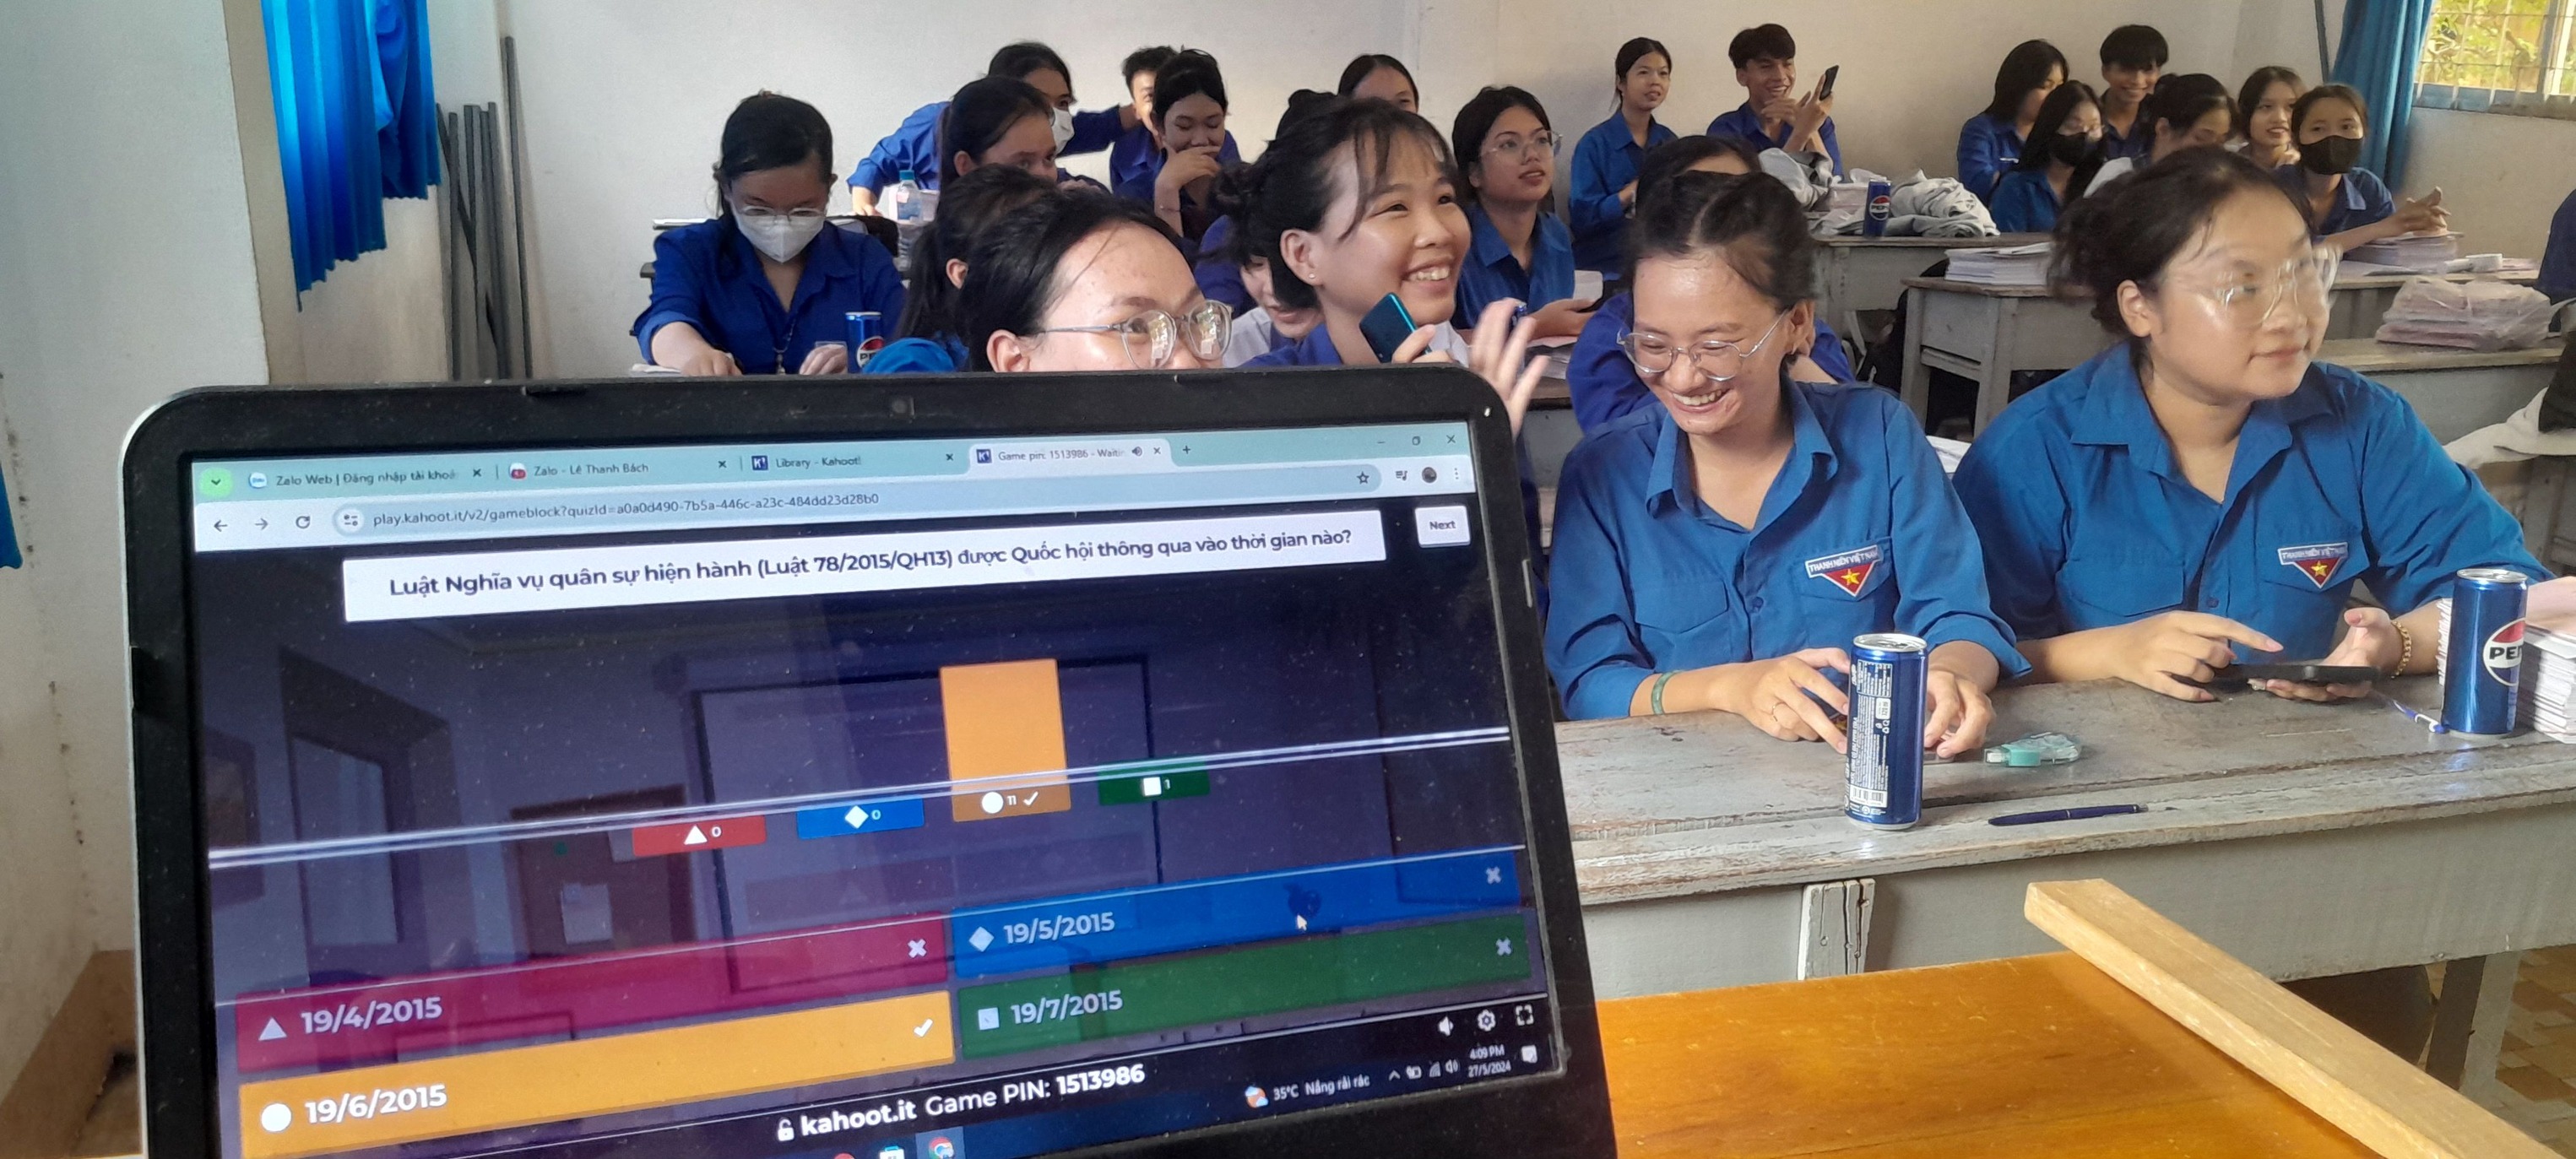 Zalo Web | Đăng nhập tài khoả
Zalo - Lê Thanh Bách
Library - Kahoot!
Game pin: 1513986 - Waiti
play.kahoot.it/v2/gameblock?quizId=a0a0d490-7b5a-446c-a23c-484dd23d28b0
Luật Nghĩa vụ quân sự hiện hành (Luật 78/2015/QH13) được Quốc hội thông qua vào thời gian nào?
Next
0
0
11
1
19/4/2015
19/5/2015
19/6/2015
19/7/2015
kahoot.it Game PIN: 1513986
35°C Nắng rải rác
4:09 PM
27/5/2024
THANH NIÊN VIỆT NAM
THANH NIÊN VIỆT NAM
PE